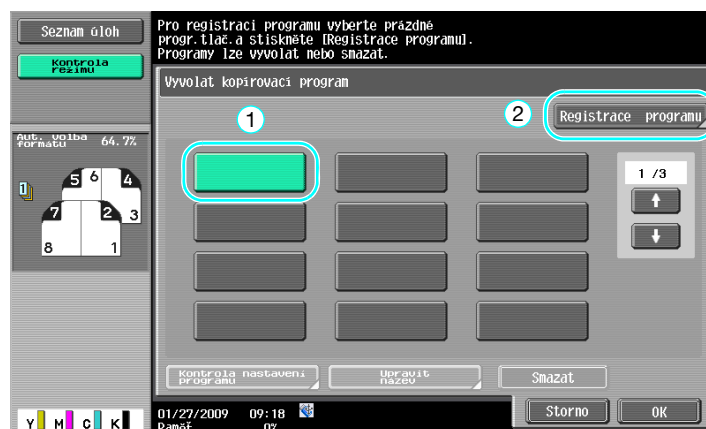 Seznam úloh
Kontrola
režimu
Pro registraci programu vyberte prázdné
progr.tlač.a stiskněte [Registrace programu].
Programy lze vyvolat nebo smazat.
Vyvolat kopírovací program
1
2
Registrace programu
Aut. volba
formátu
64.7%
1 /3
5 6 4
7 2 3
8 1
Kontrola nastavení
programu
Upravit
název
Smazat
Storno
OK
01/27/2009 09:18
Paměť 0%
Y M C K